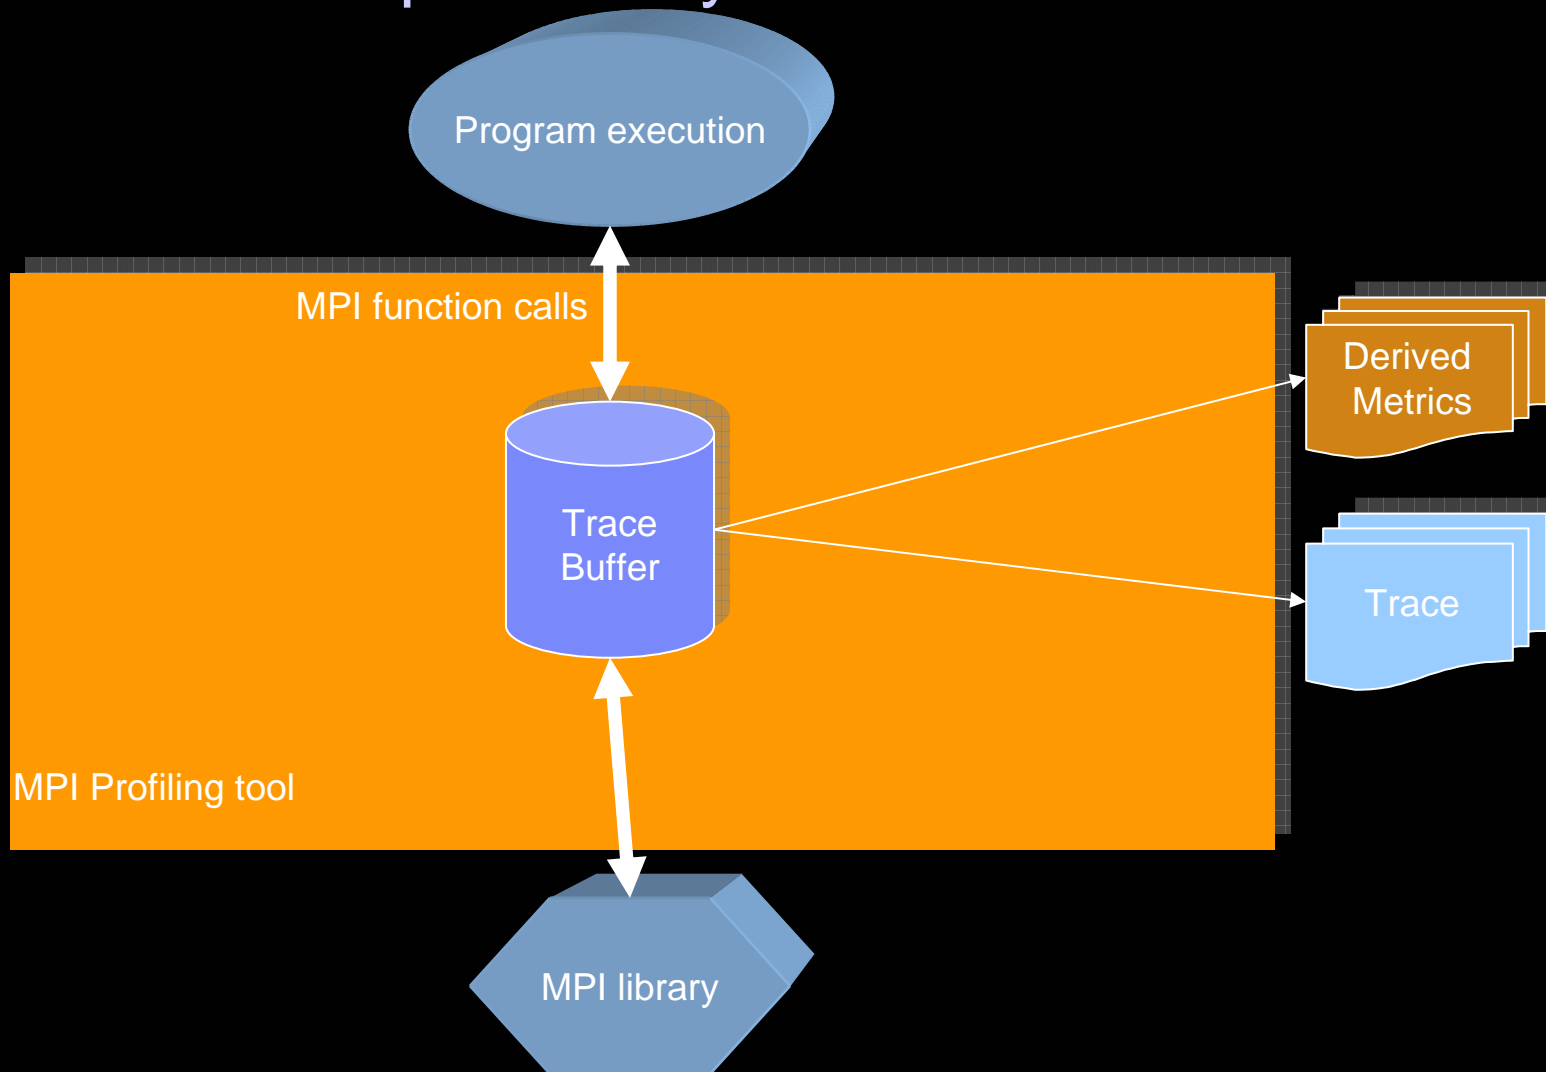 Program execution
MPI function calls
Derived
Metrics
Trace
Buffer
Trace
MPI Profiling tool
MPI library